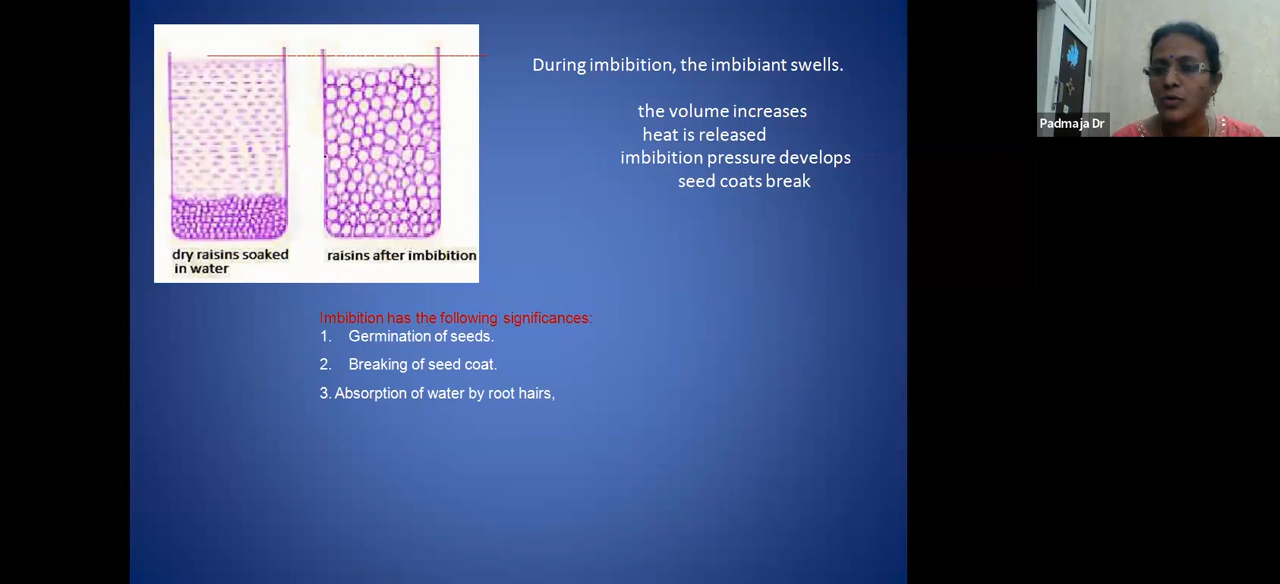 During imbibition, the imbibiant swells.
the volume increases
heat is released
imbibition pressure develops
seed coats break
Padmaja Dr
dry raisins soaked
in water
raisins after imbibition
Imbibition has the following significances:
1. Germination of seeds.
2. Breaking of seed coat.
3. Absorption of water by root hairs,